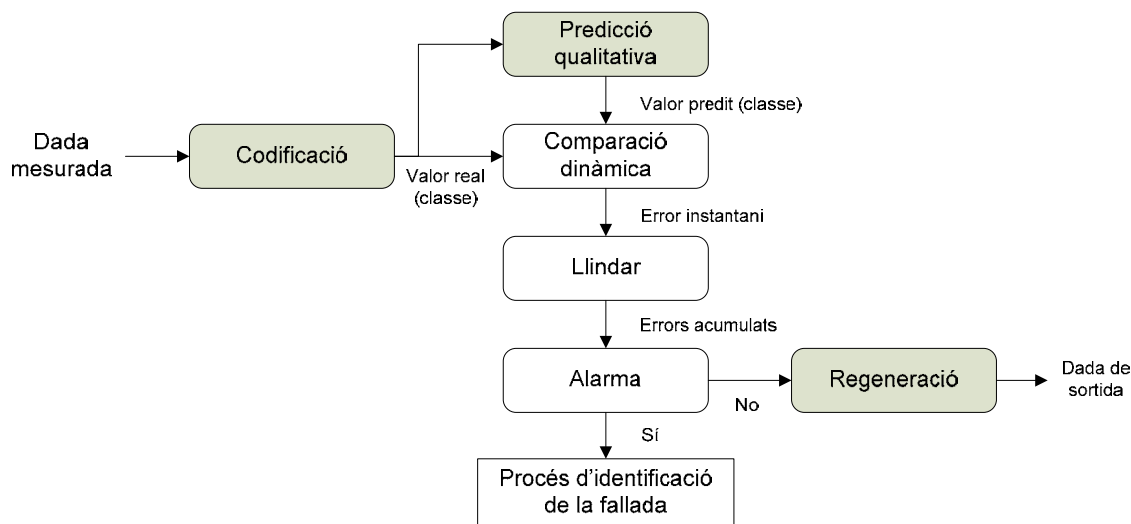 Predicció
qualitativa
Valor predit (classe)
Dada
mesurada
Codificació
Valor real
(classe)
Comparació
dinàmica
Error instantani
Llindar
Errors acumulats
Alarma
No
Regeneració
Dada de
sortida
Sí
Procés d'identificació
de la fallada